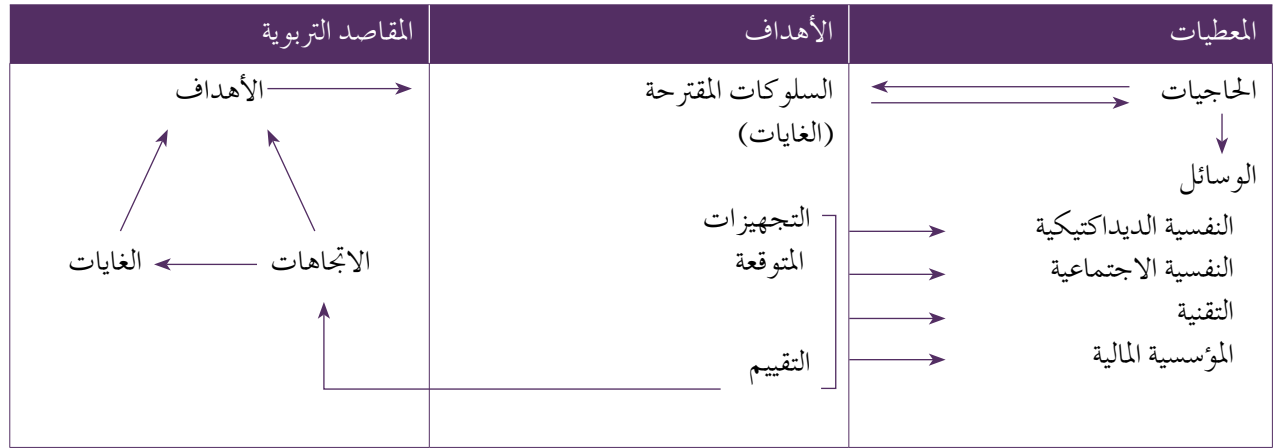 المعطيات
الأهداف
المقاصد التربوية
الحاجيات
السلوكات المقترحة
(الغايات)
الأهداف
الوسائل
النفسية الديداكتيكية
النفسية الاجتماعية
التقنية
المؤسسية المالية
التجهيزات
المتوقعة
التقييم
الاتجاهات
الغايات